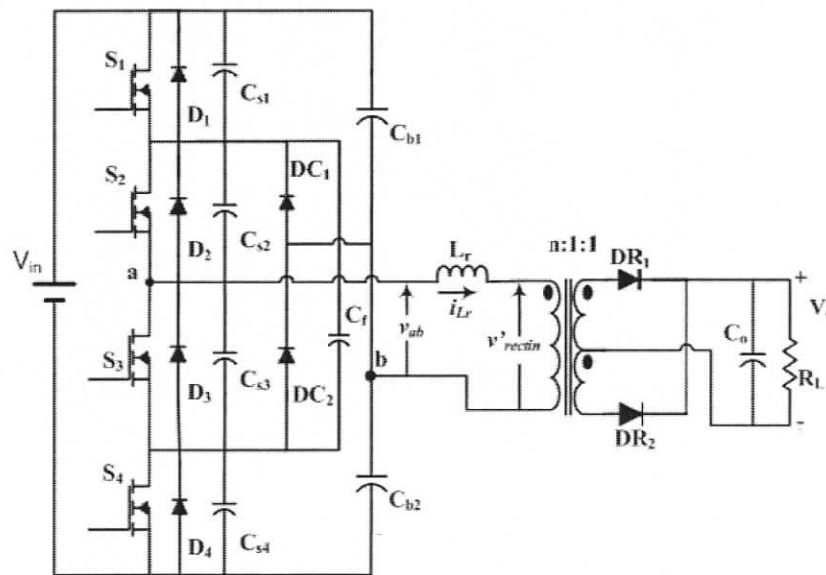 S1
D1
Cs1
Cb1
S2
DC1
D2
Cs2
Lr
n:1:1
DR1
Vin
a
iLr
+
Cf
vab
v'rectin
Co
RL
S3
b
D3
Cs3
DC2
DR2
-
S4
Cb2
D4
Cs4